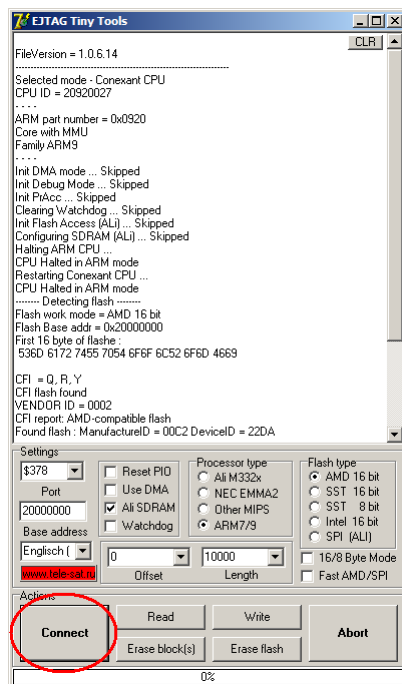 EJTAG Tiny Tools
CLR
FileVersion = 1.0.6.14
-------------------------------------------------------
Selected mode - Conexant CPU
CPU ID = 20920027
- - - -
ARM part number = 0x0920
Core with MMU
Family ARM9
- - - -
Init DMA mode ... Skipped
Init Debug Mode ... Skipped
Init PrAcc ... Skipped
Clearing Watchdog ... Skipped
Init Flash Access (ALi) ... Skipped
Configuring SDRAM (ALi) ... Skipped
Halting ARM CPU ...
CPU Halted in ARM mode
Restarting Conexant CPU ...
CPU Halted in ARM mode
-------- Detecting flash --------
Flash work mode = AMD 16 bit
Flash Base addr = 0x20000000
First 16 byte of flashe :
536D 6172 7455 7054 6F6F 6C52 6F6D 4669
CFI = Q, R, Y
CFI flash found
VENDOR ID = 0002
CFI report: AMD-compatible flash
Found flash : ManufactureID = 00C2 DeviceID = 22DA
Settings
$378
Port
20000000
Base address
Englisch (
www.tele-sat.ru
Reset PIO
Use DMA
Ali SDRAM
Watchdog
Processor type
Ali M332x
NEC EMMA2
Other MIPS
ARM7/9
Flash type
AMD 16 bit
SST 16 bit
SST 8 bit
Intel 16 bit
SPI (ALI)
0
Offset
10000
Length
16/8 Byte Mode
Fast AMD/SPI
Actions
Connect
Read
Write
Erase block(s)
Erase flash
Abort
0%